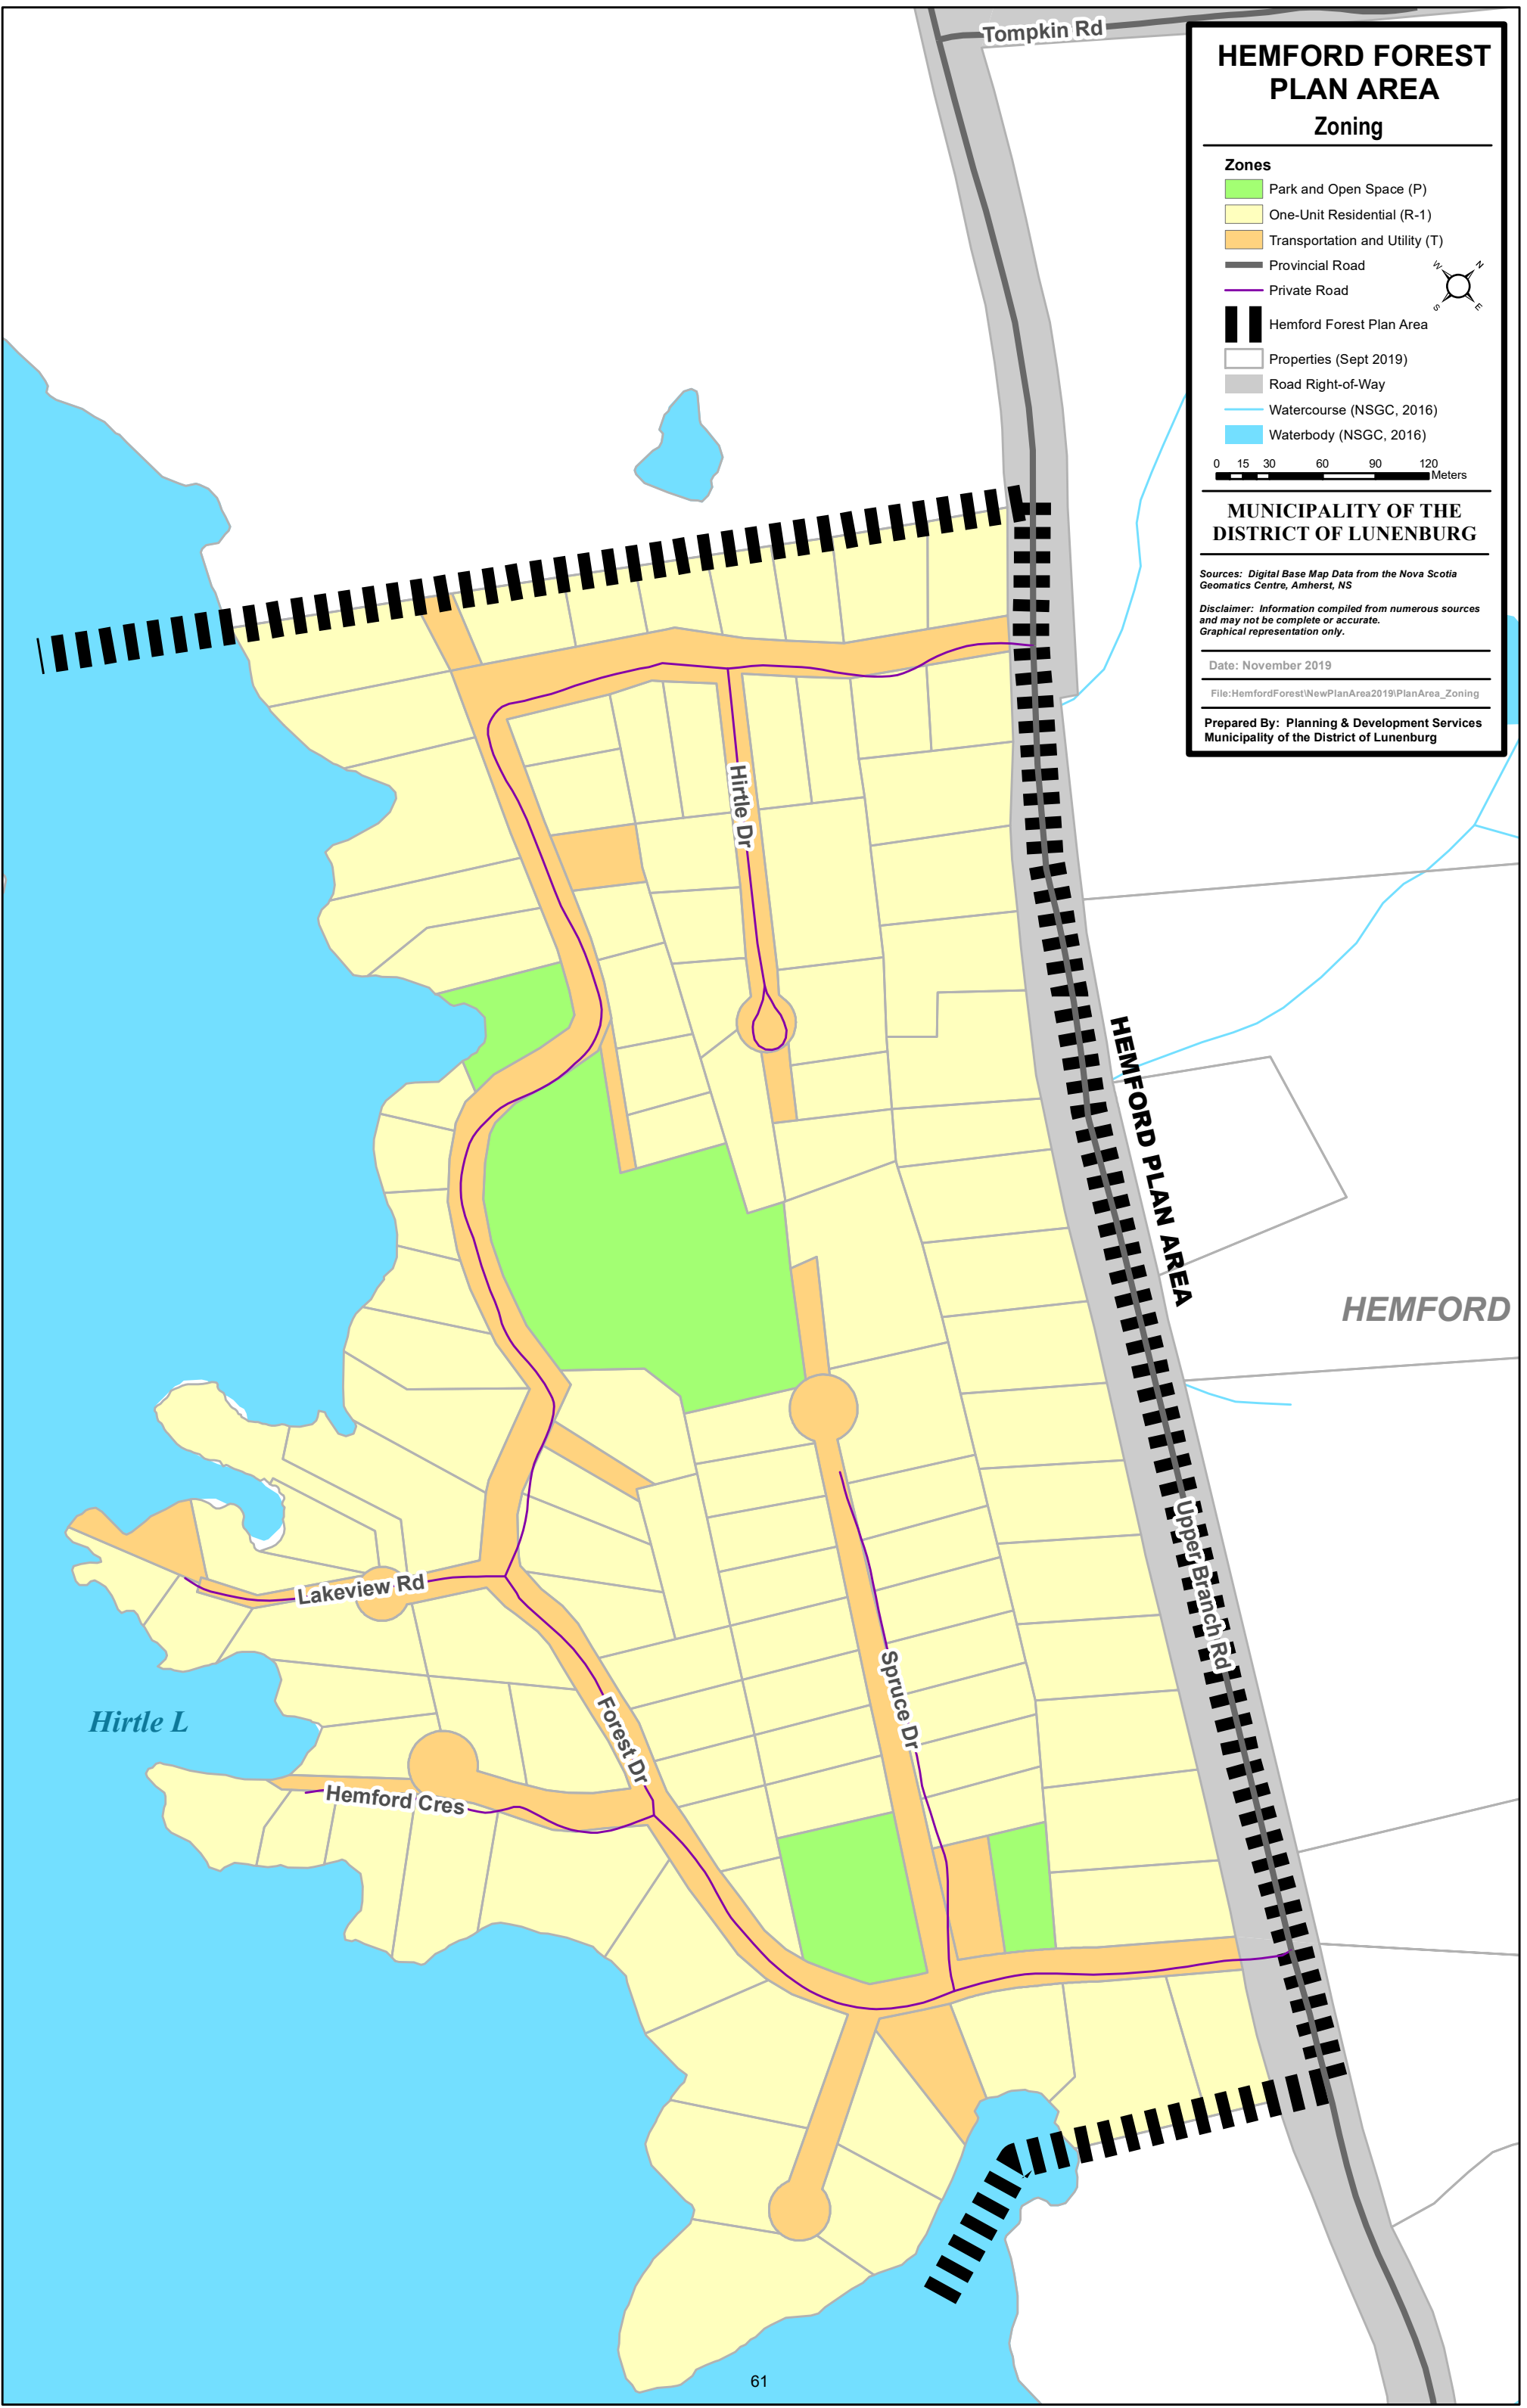 Tompkin Rd
HEMFORD FOREST
PLAN AREA
Zoning
Zones
Park and Open Space (P)
One-Unit Residential (R-1)
Transportation and Utility (T)
Provincial Road
Private Road
W N
S E
Hemford Forest Plan Area
Properties (Sept 2019)
Road Right-of-Way
Watercourse (NSGC, 2016)
Waterbody (NSGC, 2016)
0 15 30 60 90 120
Meters
MUNICIPALITY OF THE
DISTRICT OF LUNENBURG
Sources: Digital Base Map Data from the Nova Scotia
Geomatics Centre, Amherst, NS
Disclaimer: Information compiled from numerous sources
and may not be complete or accurate.
Graphical representation only.
Date: November 2019
File:HemfordForest\NewPlanArea2019\PlanArea_Zoning
Prepared By: Planning & Development Services
Municipality of the District of Lunenburg
Hirtle Dr
HEMFORD PLAN AREA
HEMFORD
Upper Branch Rd
Lakeview Rd
Spruce Dr
Forest Dr
Hirtle L
Hemford Cres
61